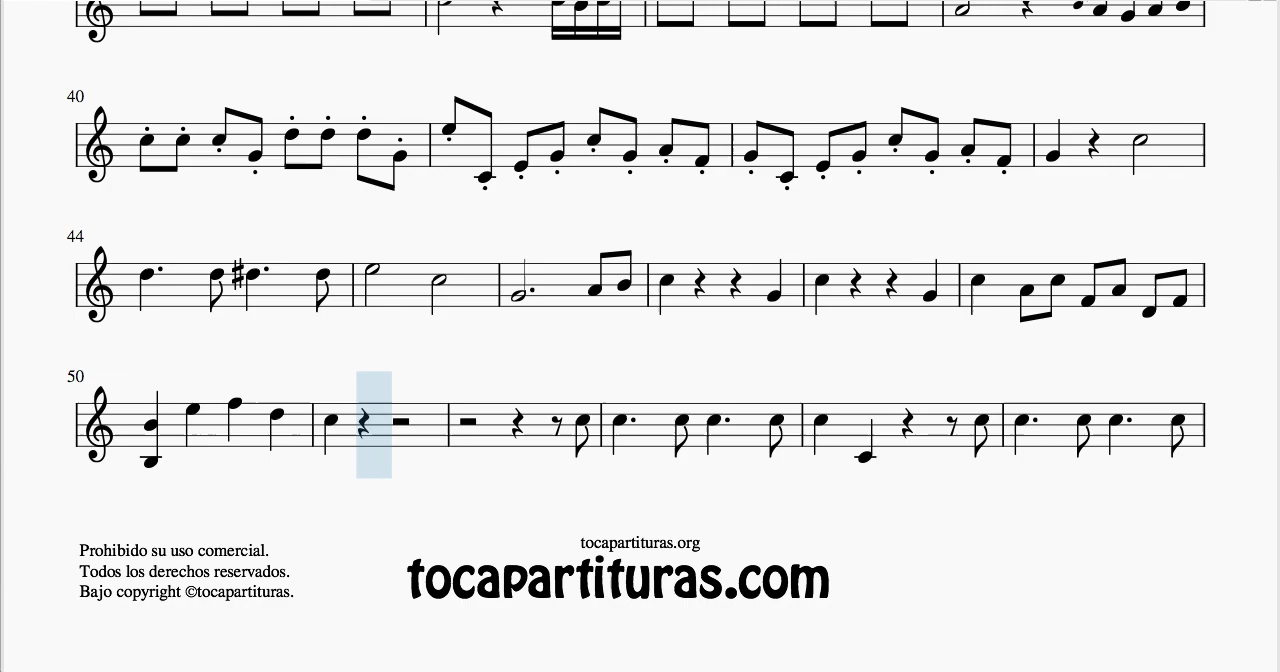 40
44
50
Prohibido su uso comercial.
Todos los derechos reservados.
Bajo copyright ©tocapartituras.
tocapartituras.org
tocapartituras.com